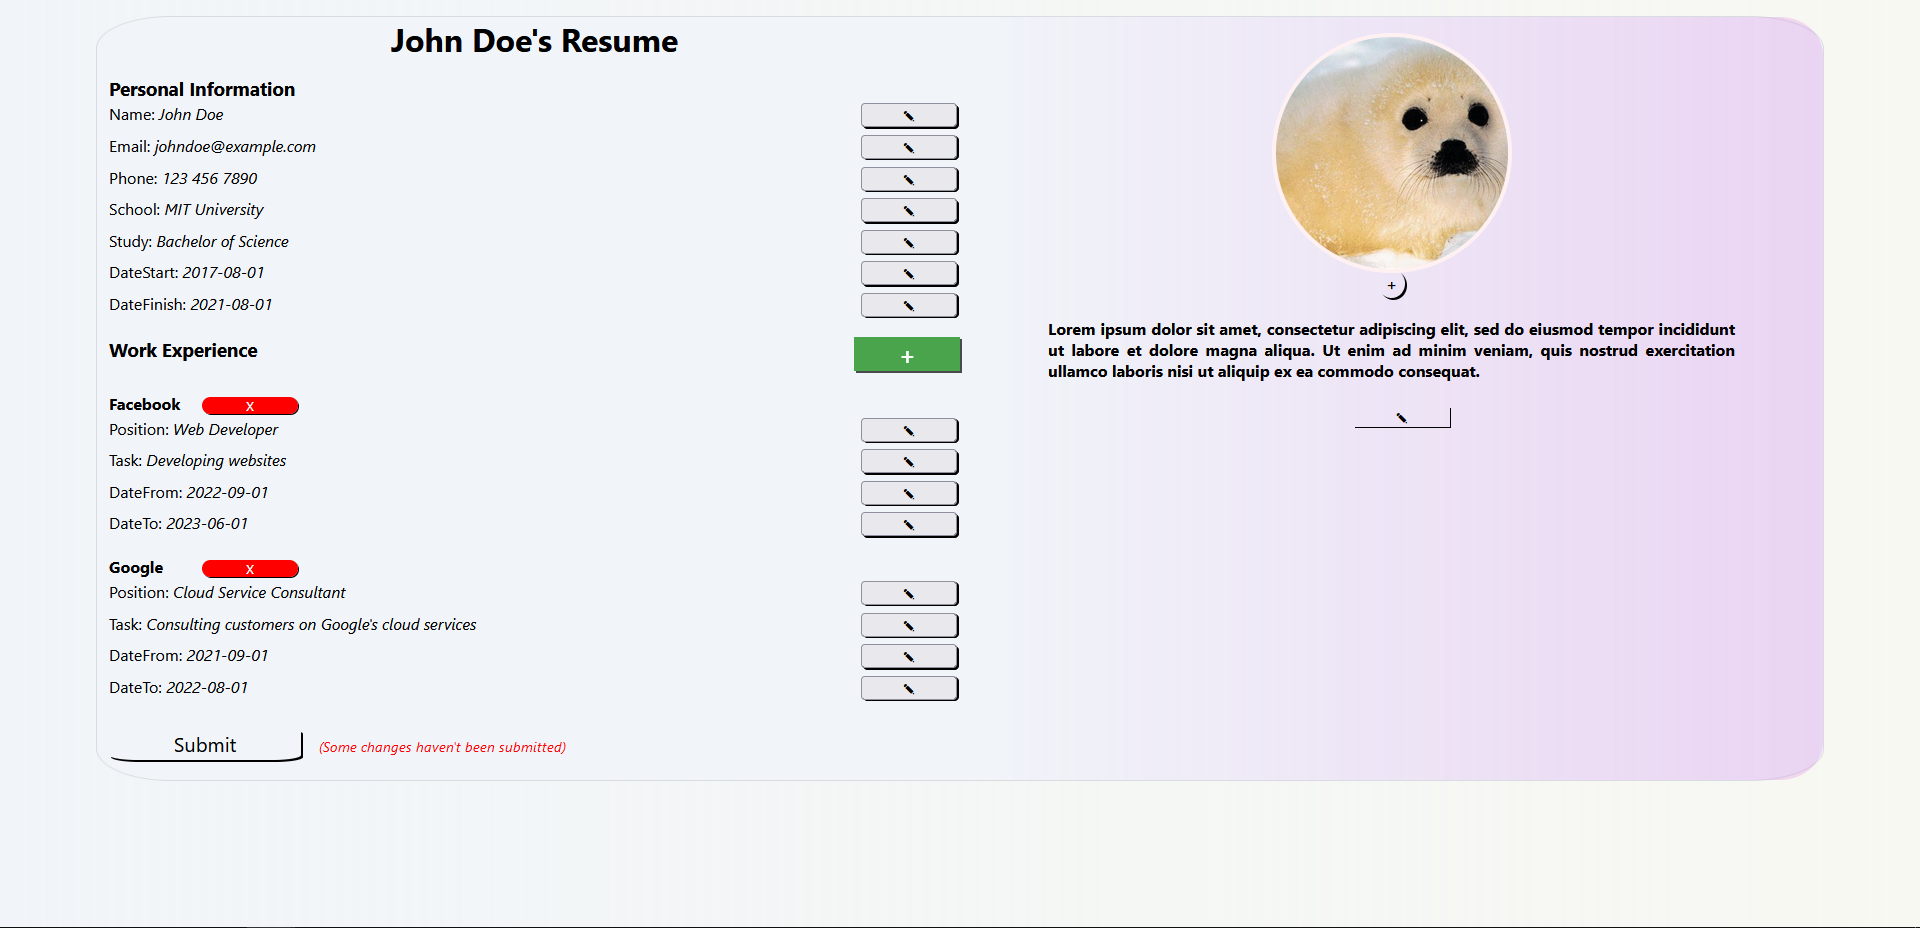 John Doe's Resume
Personal Information
Name: John Doe
Email: johndoe@example.com
Phone: 123 456 7890
School: MIT University
Study: Bachelor of Science
DateStart: 2017-08-01
DateFinish: 2021-08-01
Work Experience
+
Facebook X
Position: Web Developer
Task: Developing websites
DateFrom: 2022-09-01
DateTo: 2023-06-01
Google X
Position: Cloud Service Consultant
Task: Consulting customers on Google's cloud services
DateFrom: 2021-09-01
DateTo: 2022-08-01
Submit (Some changes haven't been submitted)
+
Lorem ipsum dolor sit amet, consectetur adipiscing elit, sed do eiusmod tempor incididunt
ut labore et dolore magna aliqua. Ut enim ad minim veniam, quis nostrud exercitation
ullamco laboris nisi ut aliquip ex ea commodo consequat.